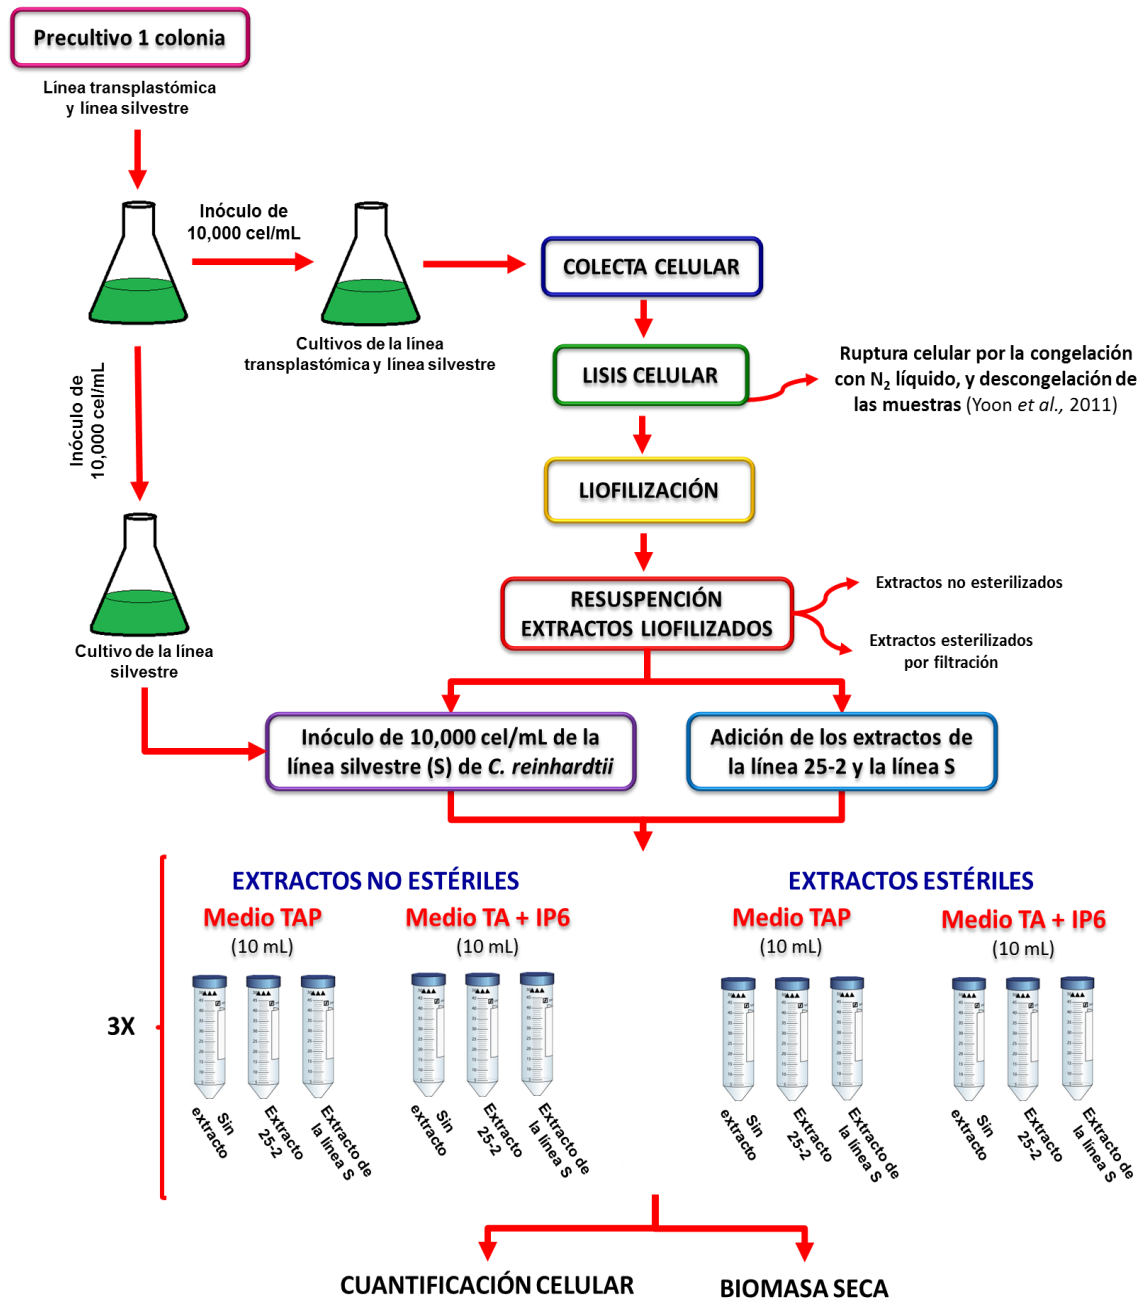 Precultivo 1 colonia
Línea transplastómica
y línea silvestre
Inóculo de
10,000 cel/mL
Cultivos de la línea
transplastómica y línea silvestre
COLECTA CELULAR
LISIS CELULAR
Ruptura celular por la congelación
con N₂ líquido, y descongelación de
las muestras (Yoon et al., 2011)
LIOFILIZACIÓN
Inóculo de
10,000 cel/mL
Cultivo de la línea
silvestre
RESUSPENCIÓN
EXTRACTOS LIOFILIZADOS
Extractos no esterilizados
Extractos esterilizados
por filtración
Inóculo de 10,000 cel/mL de la
línea silvestre (S) de C. reinhardtii
Adición de los extractos de
la línea 25-2 y la línea S
3X
EXTRACTOS NO ESTÉRILES
Medio TAP
(10 mL)
Sin
extracto
Extracto
25-2
Extracto de
la línea S
Medio TA + IP6
(10 mL)
Sin
extracto
Extracto
25-2
Extracto de
la línea S
EXTRACTOS ESTÉRILES
Medio TAP
(10 mL)
Sin
extracto
Extracto
25-2
Extracto de
la línea S
Medio TA + IP6
(10 mL)
Sin
extracto
Extracto
25-2
Extracto de
la línea S
CUANTIFICACIÓN CELULAR
BIOMASA SECA